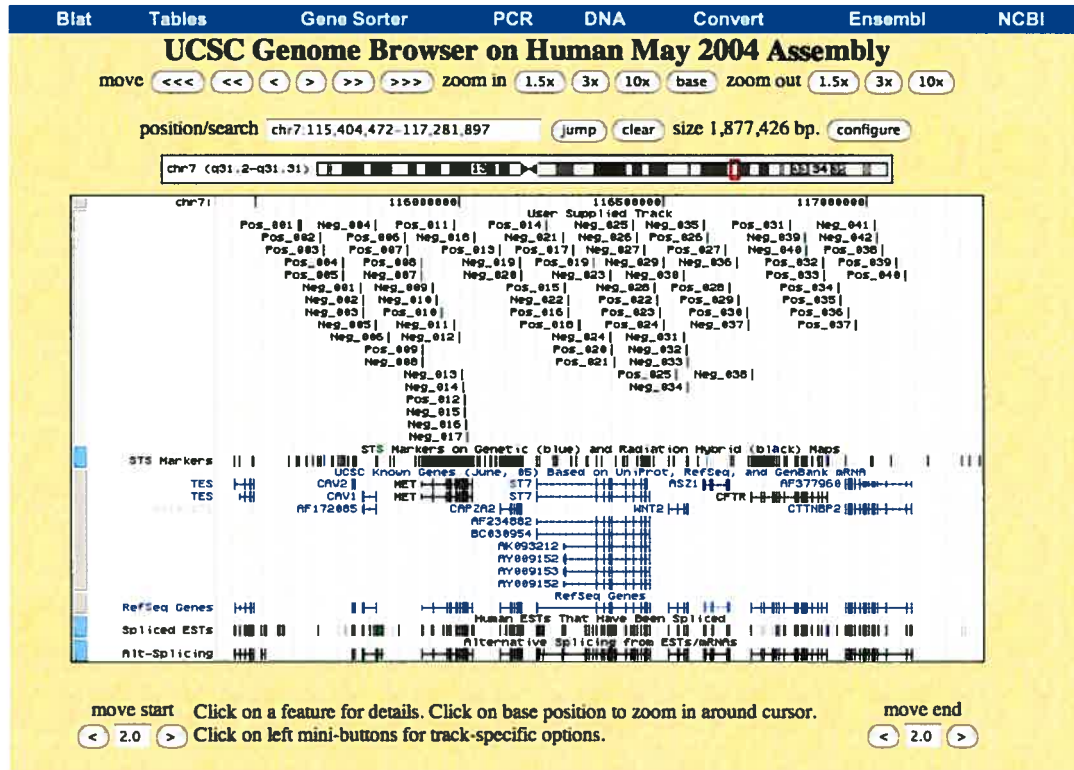 Blat Tables Gene Sorter PCR DNA Convert Ensembl NCBI
UCSC Genome Browser on Human May 2004 Assembly
move <<< << < > >> >>> zoom in 1.5x 3x 10x base zoom out 1.5x 3x 10x
position/search chr7:115,404,472-117,281,897 jump clear size 1,877,426 bp. configure
chr7 (q31.2-q31.31) 33 34
chr7: 116000000| 116500000| 117000000|
User Supplied Track
Pos_001 Neg_004 Pos_011 Pos_014 Neg_025 Neg_035 Pos_031 Neg_041
Pos_002 Pos_006 Neg_018 Neg_021 Neg_026 Pos_026 Neg_039 Neg_042
Pos_003 Pos_007 Pos_013 Pos_017 Neg_027 Pos_027 Neg_040 Pos_038
Pos_004 Pos_008 Neg_019 Pos_019 Neg_029 Neg_036 Pos_032 Pos_039
Pos_005 Neg_007 Neg_020 Neg_023 Neg_030 Pos_033 Pos_040
Neg_001 Neg_009 Pos_015 Neg_028 Pos_028 Pos_034
Neg_002 Neg_010 Neg_022 Pos_022 Pos_029 Pos_035
Neg_003 Pos_010 Pos_016 Pos_023 Pos_030 Pos_036
Neg_005 Neg_011 Pos_018 Pos_024 Neg_037 Pos_037
Neg_006 Neg_012 Neg_024 Neg_031
Pos_009 Pos_020 Neg_032
Neg_008 Pos_021 Neg_033
Neg_013 Pos_025 Neg_038
Neg_014 Neg_034
Pos_012
Neg_015
Neg_016
Neg_017
STS Markers on Genetic (blue) and Radiation Hybrid (black) Maps
STS Markers
UCSC Known Genes (June, 05) Based on UniProt, RefSeq, and GenBank mRNA
TES CAV2 MET ST7 ASZ1 AF377960
TES CAV1 MET ST7 CFTR
AF172085 CAPZA2 WNT2 CTTNBP2
AF234882
BC030954
AK093212
AY009152
AY009153
AY009152
RefSeq Genes
RefSeq Genes
Human ESTs That Have Been Spliced
Spliced ESTs
Alternative Splicing from ESTs/mRNAs
Alt-Splicing
move start Click on a feature for details. Click on base position to zoom in around cursor. move end
< 2.0 > Click on left mini-buttons for track-specific options. < 2.0 >